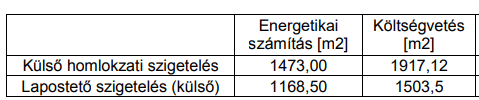 Energetikai számítás [m2] Költségvetés [m2]
Külső homlokzati szigetelés 1473,00 1917,12
Lapostető szigetelés (külső) 1168,50 1503,5